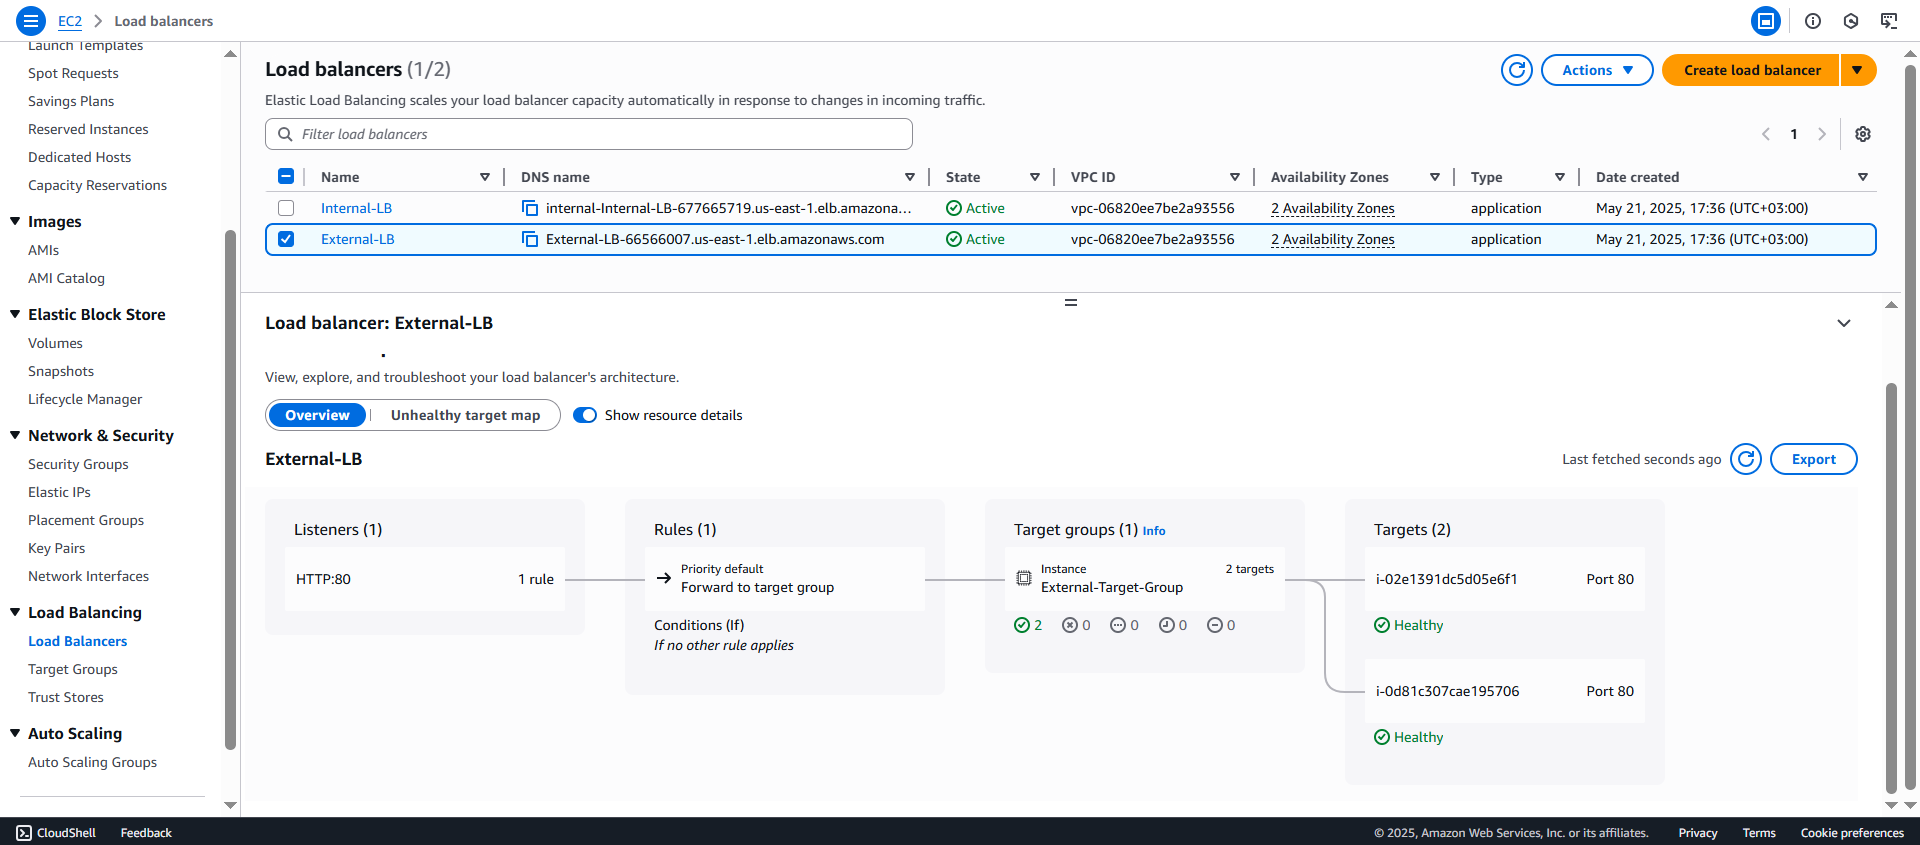 EC2 > Load balancers
Launch Templates
Spot Requests
Savings Plans
Reserved Instances
Dedicated Hosts
Capacity Reservations
Images
AMIs
AMI Catalog
Elastic Block Store
Volumes
Snapshots
Lifecycle Manager
Network & Security
Security Groups
Elastic IPs
Placement Groups
Key Pairs
Network Interfaces
Load Balancing
Load Balancers
Target Groups
Trust Stores
Auto Scaling
Auto Scaling Groups
Load balancers (1/2)
Actions
Create load balancer
Elastic Load Balancing scales your load balancer capacity automatically in response to changes in incoming traffic.
Filter load balancers
1
Name DNS name State VPC ID Availability Zones Type Date created
Internal-LB internal-Internal-LB-677665719.us-east-1.elb.amazona... Active vpc-06820ee7be2a93556 2 Availability Zones application May 21, 2025, 17:36 (UTC+03:00)
External-LB External-LB-66566007.us-east-1.elb.amazonaws.com Active vpc-06820ee7be2a93556 2 Availability Zones application May 21, 2025, 17:36 (UTC+03:00)
Load balancer: External-LB
View, explore, and troubleshoot your load balancer's architecture.
Overview Unhealthy target map Show resource details
External-LB
Last fetched seconds ago
Export
Listeners (1)
HTTP:80 1 rule
Rules (1)
Priority default
Forward to target group
Conditions (If)
If no other rule applies
Target groups (1) Info
Instance 2 targets
External-Target-Group
2 0 0 0 0
Targets (2)
i-02e1391dc5d05e6f1 Port 80
Healthy
i-0d81c307cae195706 Port 80
Healthy
CloudShell Feedback © 2025, Amazon Web Services, Inc. or its affiliates. Privacy Terms Cookie preferences